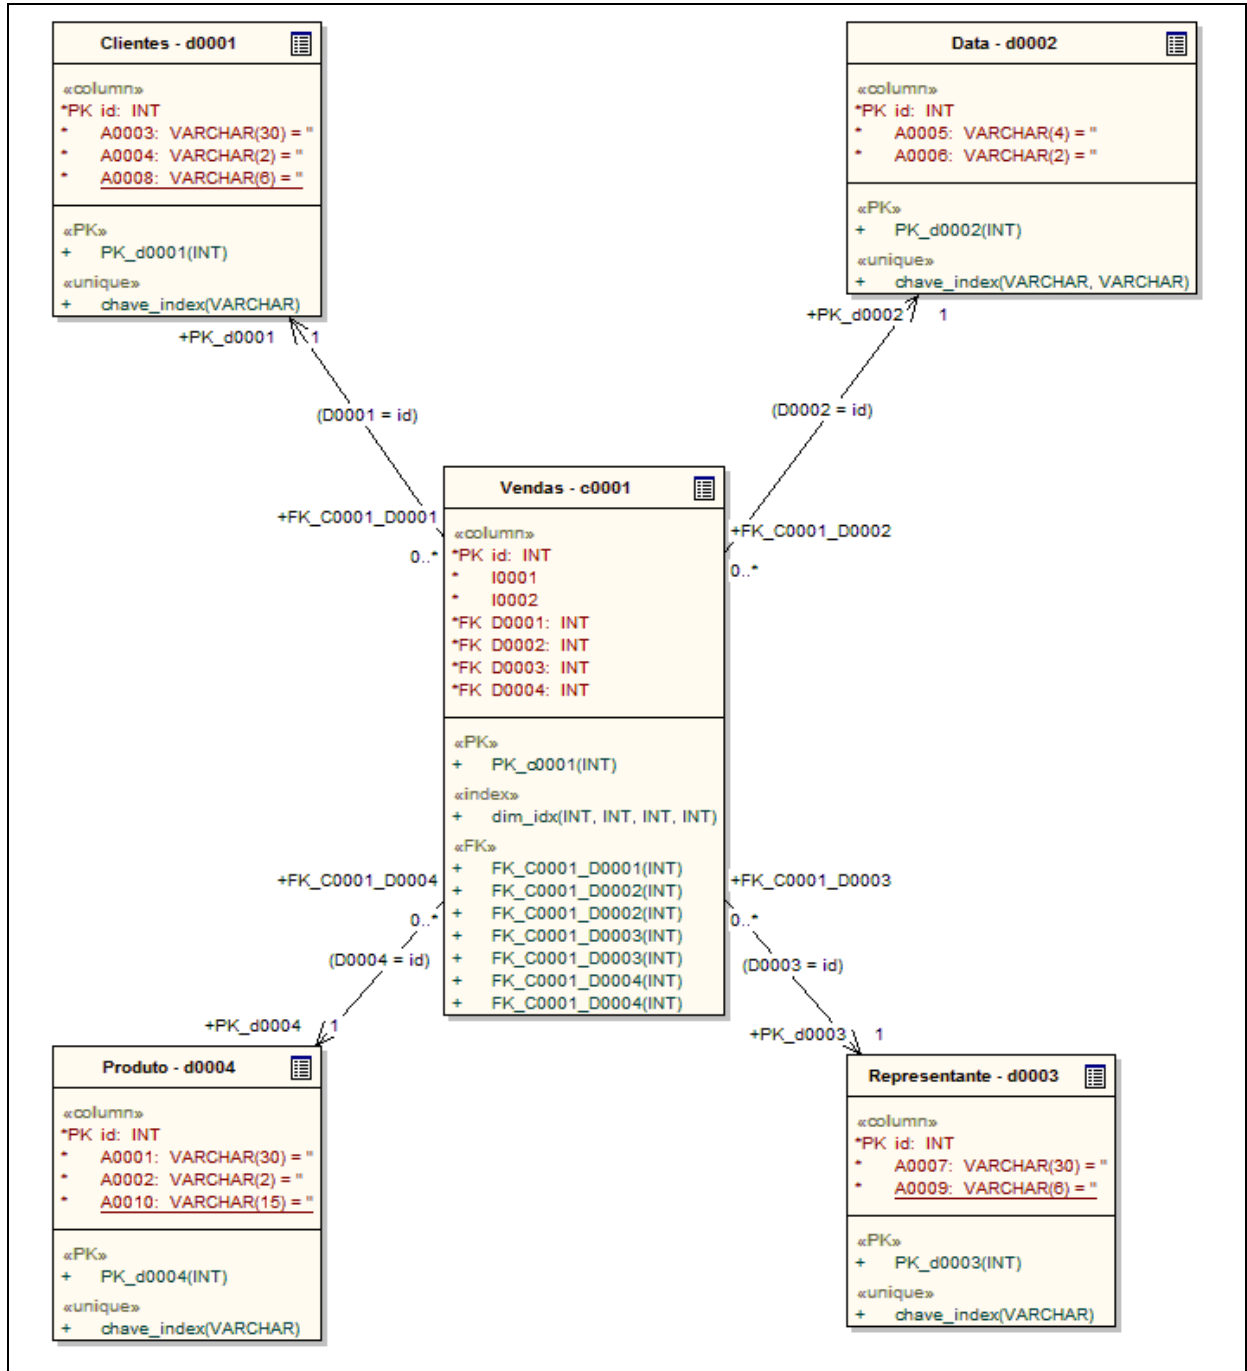 Clientes - d0001
«column»
*PK id: INT
* A0003: VARCHAR(30) = ''
* A0004: VARCHAR(2) = ''
* A0008: VARCHAR(6) = ''
«PK»
+ PK_d0001(INT)
«unique»
+ chave_index(VARCHAR)
Data - d0002
«column»
*PK id: INT
* A0005: VARCHAR(4) = ''
* A0006: VARCHAR(2) = ''
«PK»
+ PK_d0002(INT)
«unique»
+ chave_index(VARCHAR, VARCHAR)
+PK_d0001 1
+PK_d0002 1
(D0001 = id)
(D0002 = id)
+FK_C0001_D0001
0..*
+FK_C0001_D0002
0..*
Vendas - c0001
«column»
*PK id: INT
* I0001
* I0002
*FK D0001: INT
*FK D0002: INT
*FK D0003: INT
*FK D0004: INT
«PK»
+ PK_c0001(INT)
«index»
+ dim_idx(INT, INT, INT, INT)
«FK»
+ FK_C0001_D0001(INT)
+ FK_C0001_D0002(INT)
+ FK_C0001_D0002(INT)
+ FK_C0001_D0003(INT)
+ FK_C0001_D0003(INT)
+ FK_C0001_D0004(INT)
+ FK_C0001_D0004(INT)
+FK_C0001_D0004
0..*
+FK_C0001_D0003
0..*
(D0004 = id)
(D0003 = id)
+PK_d0004 1
+PK_d0003 1
Produto - d0004
«column»
*PK id: INT
* A0001: VARCHAR(30) = ''
* A0002: VARCHAR(2) = ''
* A0010: VARCHAR(15) = ''
«PK»
+ PK_d0004(INT)
«unique»
+ chave_index(VARCHAR)
Representante - d0003
«column»
*PK id: INT
* A0007: VARCHAR(30) = ''
* A0009: VARCHAR(6) = ''
«PK»
+ PK_d0003(INT)
«unique»
+ chave_index(VARCHAR)